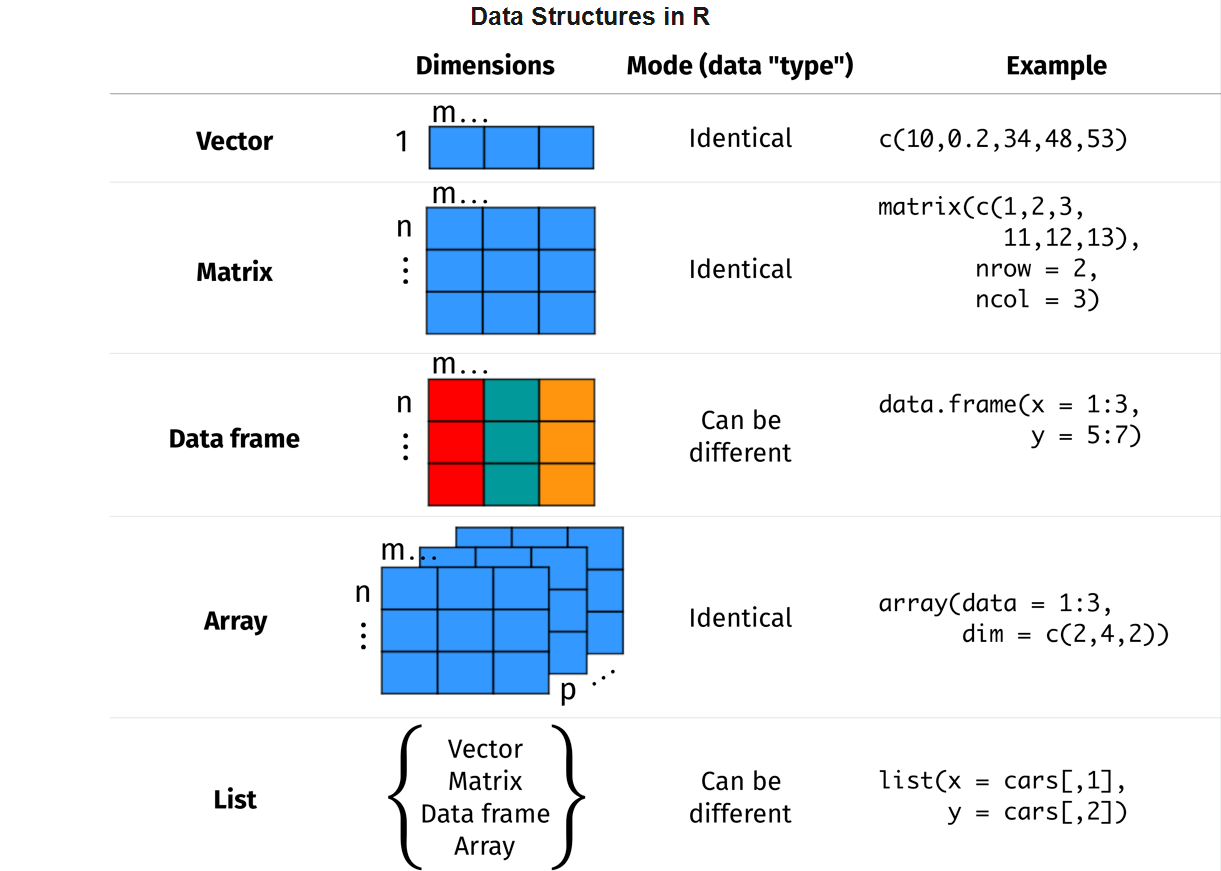 Data Structures in R
Dimensions Mode (data "type") Example
m...
Vector 1 Identical c(10,0.2,34,48,53)
m...
n
⋮
Matrix Identical
matrix(c(1,2,3,
11,12,13),
nrow = 2,
ncol = 3)
m...
n
⋮
Data frame
Can be
different
data.frame(x = 1:3,
y = 5:7)
m...
n
⋮
p ...
Array Identical
array(data = 1:3,
dim = c(2,4,2))
List
{
Vector
Matrix
Data frame
Array
}
Can be
different
list(x = cars[,1],
y = cars[,2])